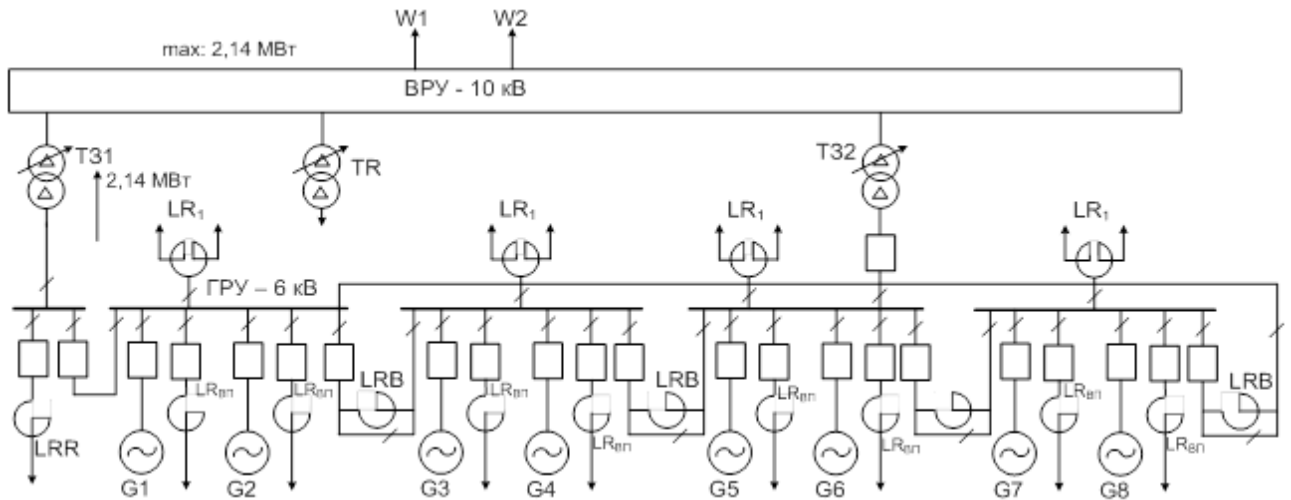 W1
W2
max: 2,14 МВт
ВРУ - 10 кВ
T31
TR
T32
2,14 МВт
LR₁
LR₁
LR₁
LR₁
ГРУ – 6 кВ
LRвп
LRвп
LRB
LRвп
LRB
LRвп
LRвп
LRB
LRR
LRвп
LRвп
LRвп
G1
G2
G3
G4
G5
G6
G7
G8